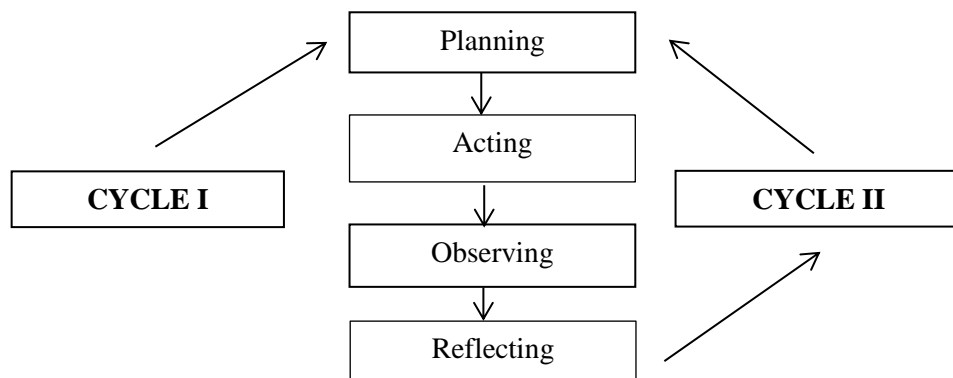 Planning
Acting
CYCLE I
CYCLE II
Observing
Reflecting